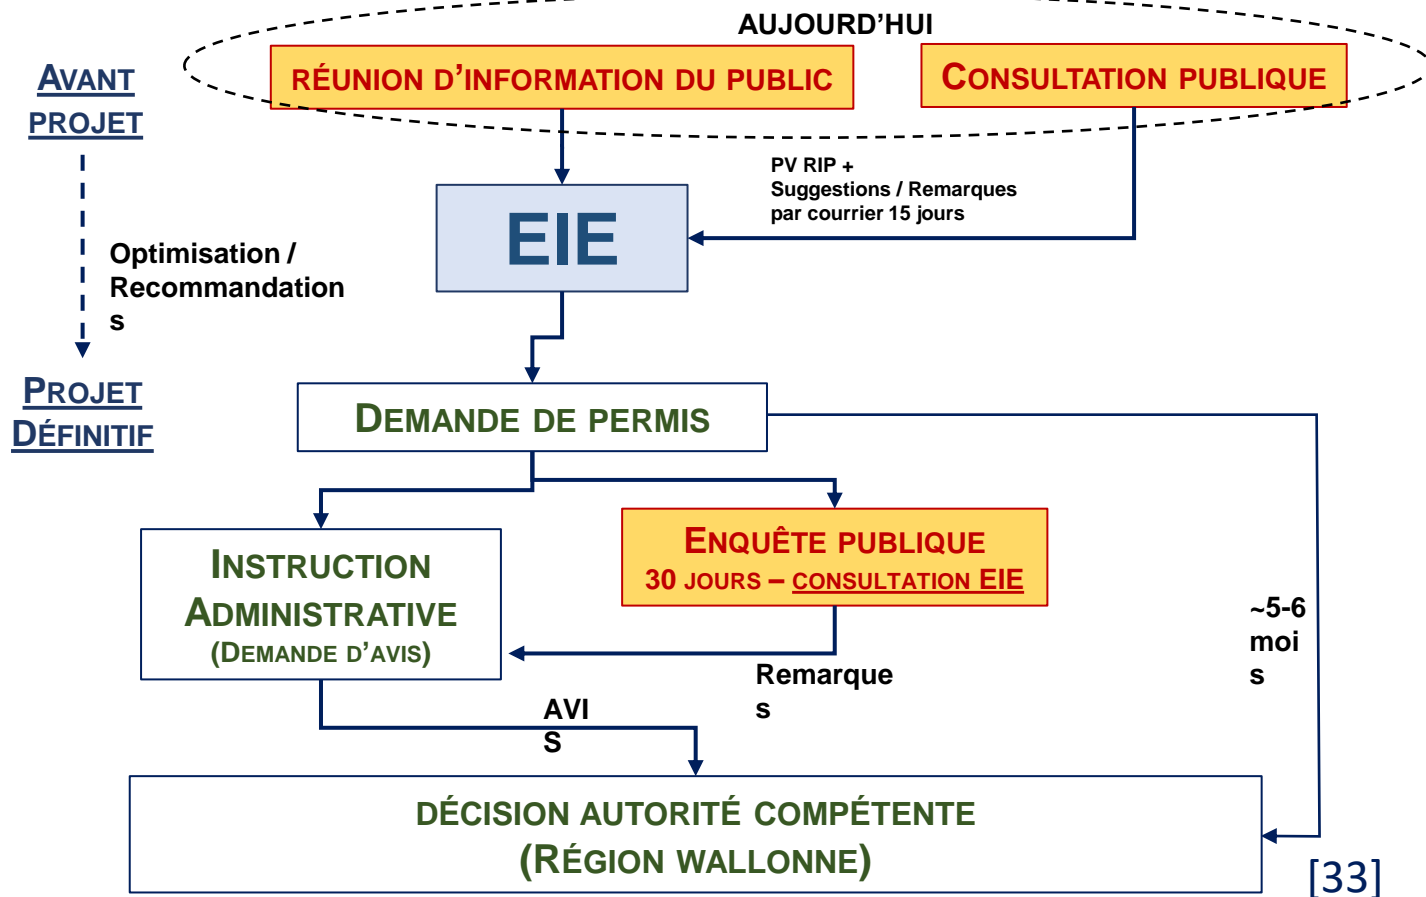 AUJOURD’HUI
RÉUNION D’INFORMATION DU PUBLIC
CONSULTATION PUBLIQUE
AVANT
PROJET
PV RIP +
Suggestions / Remarques
par courrier 15 jours
EIE
Optimisation /
Recommandation
s
PROJET
DÉFINITIF
DEMANDE DE PERMIS
INSTRUCTION
ADMINISTRATIVE
(DEMANDE D’AVIS)
ENQUÊTE PUBLIQUE
30 JOURS – CONSULTATION EIE
~5-6
moi
s
Remarque
s
AVI
S
DÉCISION AUTORITÉ COMPÉTENTE
(RÉGION WALLONNE)
[33]